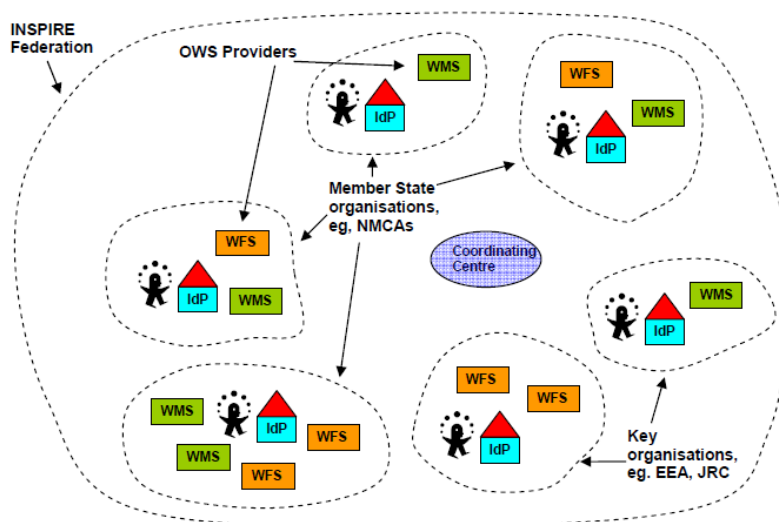 INSPIRE
Federation
OWS Providers
WMS
IdP
WFS
WMS
IdP
Member State
organisations,
eg, NMCAs
WFS
IdP
WMS
Coordinating
Centre
WMS
IdP
WMS
IdP
WFS
WMS
WFS
WFS
WFS
IdP
Key
organisations,
eg. EEA, JRC